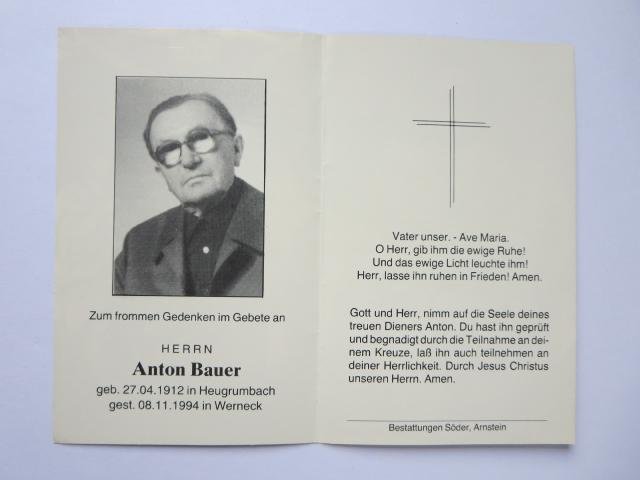 Zum frommen Gedenken im Gebete an
HERRN
Anton Bauer
geb. 27.04.1912 in Heugrumbach
gest. 08.11.1994 in Werneck
Vater unser. - Ave Maria.
O Herr, gib ihm die ewige Ruhe!
Und das ewige Licht leuchte ihm!
Herr, lasse ihn ruhen in Frieden! Amen.
Gott und Herr, nimm auf die Seele deines
treuen Dieners Anton. Du hast ihn geprüft
und begnadigt durch die Teilnahme an dei-
nem Kreuze, laß ihn auch teilnehmen an
deiner Herrlichkeit. Durch Jesus Christus
unseren Herrn. Amen.
Bestattungen Söder, Arnstein